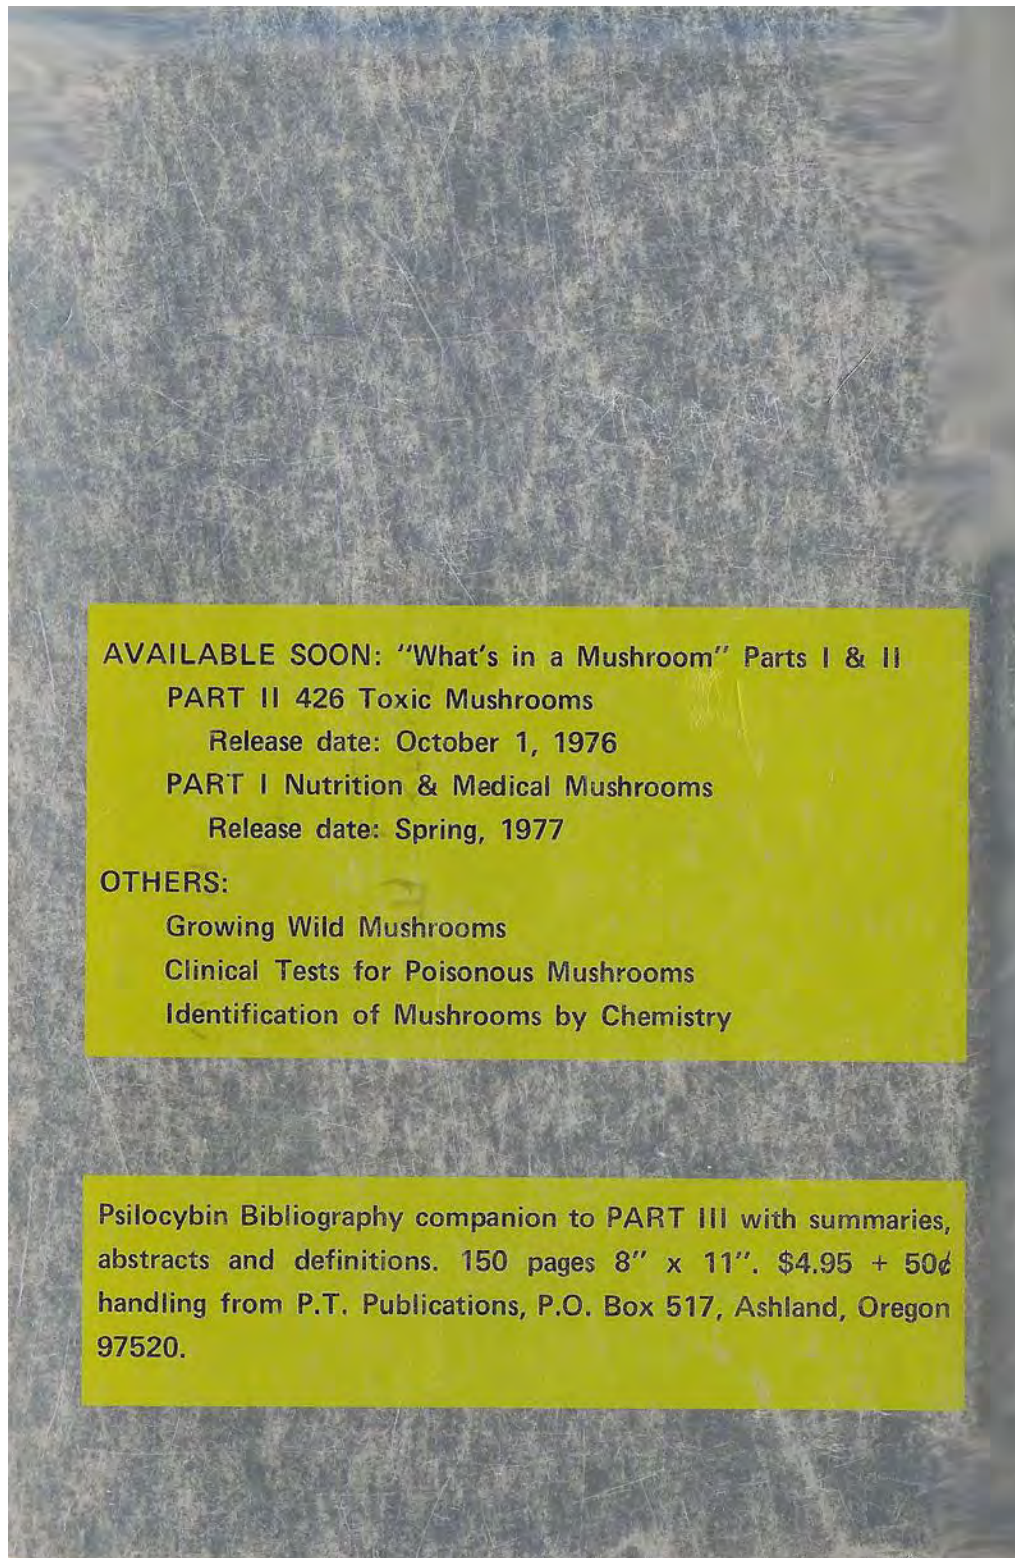 AVAILABLE SOON: "What's in a Mushroom" Parts I & II
PART II 426 Toxic Mushrooms
Release date: October 1, 1976
PART I Nutrition & Medical Mushrooms
Release date: Spring, 1977
OTHERS:
Growing Wild Mushrooms
Clinical Tests for Poisonous Mushrooms
Identification of Mushrooms by Chemistry
Psilocybin Bibliography companion to PART III with summaries,
abstracts and definitions. 150 pages 8" x 11". $4.95 + 50¢
handling from P.T. Publications, P.O. Box 517, Ashland, Oregon
97520.